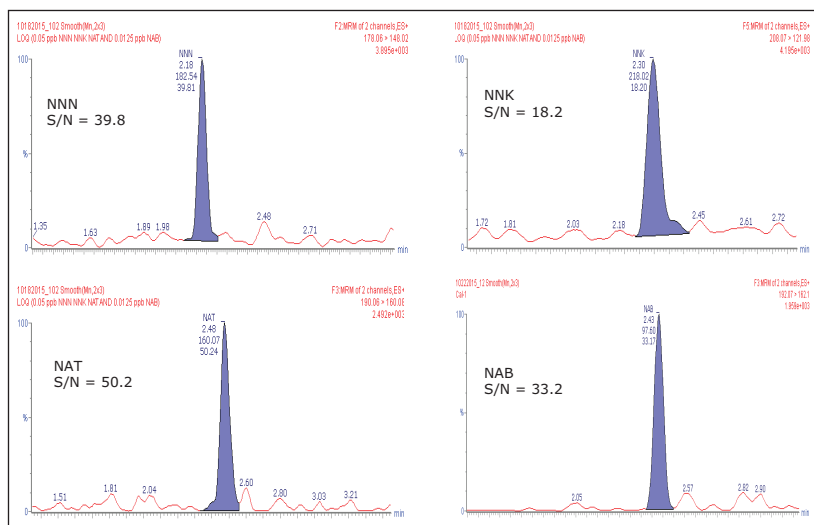 10182015_102 Smooth(Mn,2x3)
LOQ (0.05 ppb NNN NNK NAT AND 0.0125 ppb NAB)
F2:MRM of 2 channels,ES+
178.06 > 148.02
3.895e+003
100
%
0
NNN
2.18
182.54
39.81
NNN
S/N = 39.8
1.35
1.63
1.89
1.98
2.48
2.71
min
10182015_102 Smooth(Mn,2x3)
LOQ (0.05 ppb NNN NNK NAT AND 0.0125 ppb NAB)
F5:MRM of 2 channels,ES+
208.07 > 121.98
4.195e+003
100
%
0
NNK
2.30
218.02
18.20
NNK
S/N = 18.2
1.72
1.81
2.03
2.18
2.45
2.61
2.72
min
10182015_102 Smooth(Mn,2x3)
LOQ (0.05 ppb NNN NNK NAT AND 0.0125 ppb NAB)
F3:MRM of 2 channels,ES+
190.06 > 160.06
2.492e+003
100
%
0
NAT
2.48
160.07
50.24
NAT
S/N = 50.2
1.51
1.81
2.04
2.60
2.80
3.03
3.21
min
10222015_12 Smooth(Mn,2x3)
Cal-1
F3:MRM of 2 channels,ES+
192.07 > 162.1
1.959e+003
100
%
0
NAB
2.43
97.60
33.17
NAB
S/N = 33.2
2.05
2.57
2.82
2.90
min